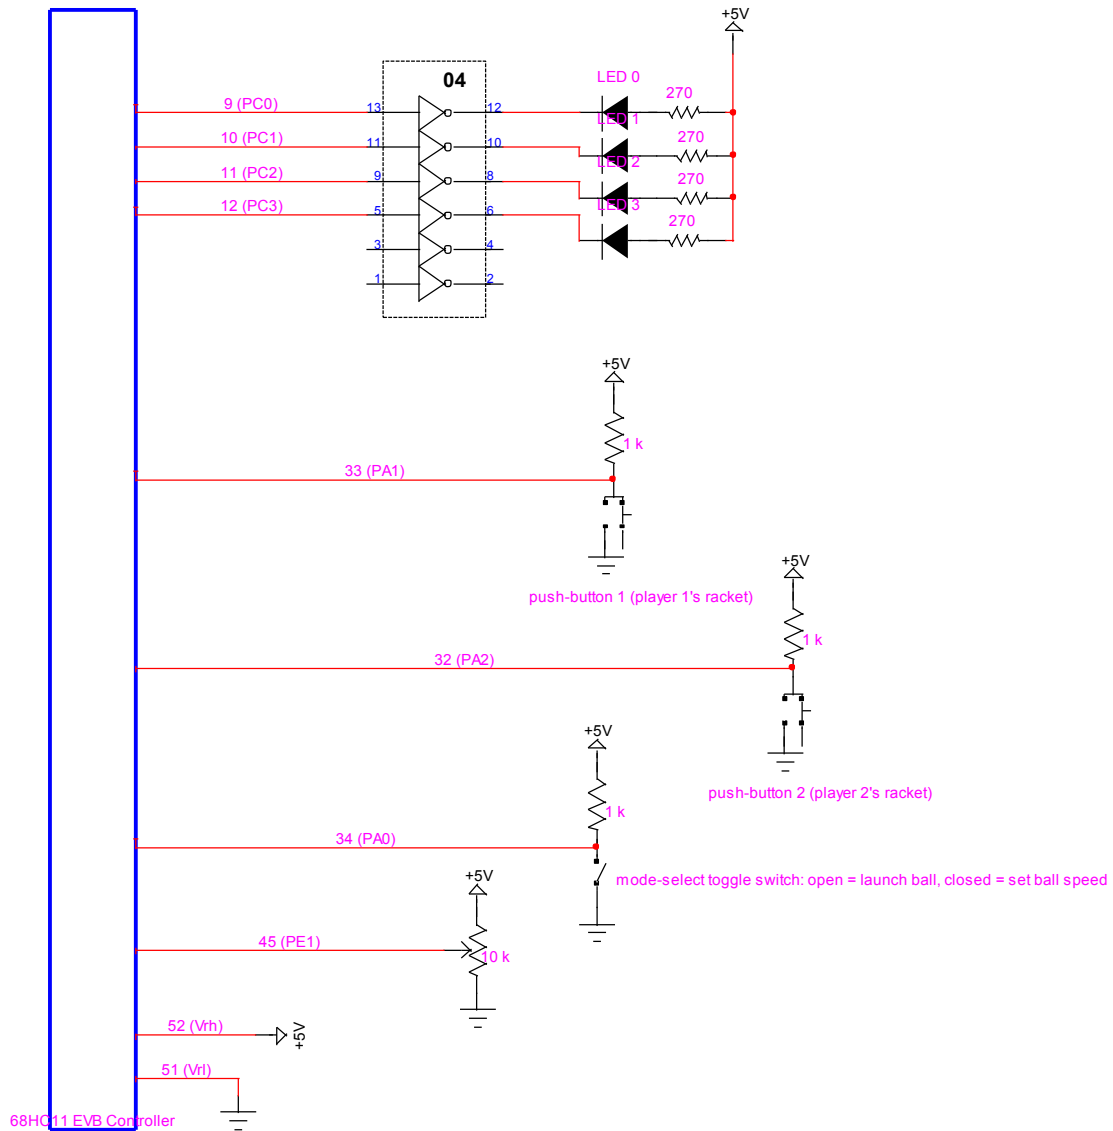 +5V
04
LED 0
9 (PC0)
13
12
270
LED 1
10 (PC1)
11
10
270
LED 2
11 (PC2)
9
8
270
LED 3
12 (PC3)
5
6
270
3
4
1
2
+5V
1 k
33 (PA1)
+5V
push-button 1 (player 1's racket)
1 k
32 (PA2)
+5V
push-button 2 (player 2's racket)
1 k
34 (PA0)
+5V
mode-select toggle switch: open = launch ball, closed = set ball speed
45 (PE1)
10 k
52 (Vrh)
+5V
51 (Vrl)
68HC11 EVB Controller